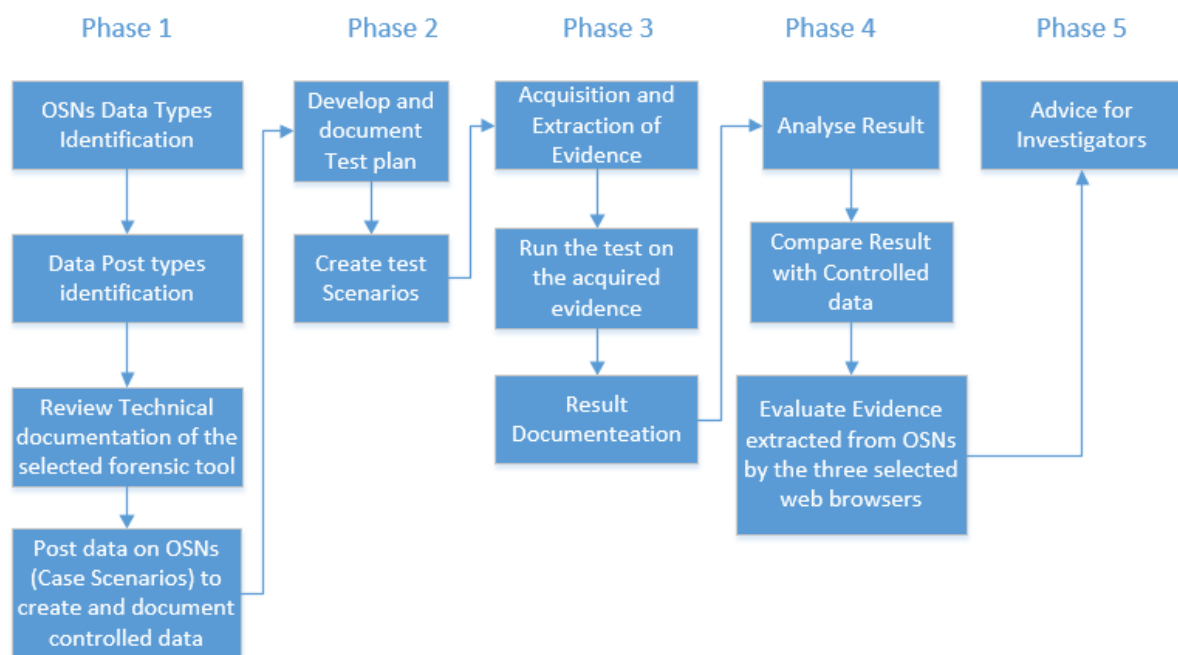 Phase 1
Phase 2
Phase 3
Phase 4
Phase 5
OSNs Data Types
Identification
Data Post types
identification
Review Technical
documentation of the
selected forensic tool
Post data on OSNs
(Case Scenarios) to
create and document
controlled data
Develop and
document
Test plan
Create test
Scenarios
Acquisition and
Extraction of
Evidence
Run the test on
the acquired
evidence
Result
Documenteation
Analyse Result
Compare Result
with Controlled
data
Evaluate Evidence
extracted from OSNs
by the three selected
web browsers
Advice for
Investigators